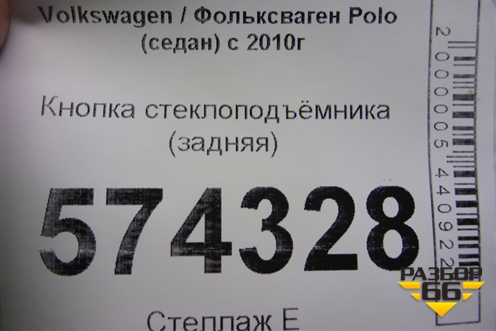 Volkswagen / Фольксваген Polo
(седан) с 2010г
Кнопка стеклоподъёмника
(задняя)
574328
Стеллаж Е
2000005440922
РАЗБОР
66